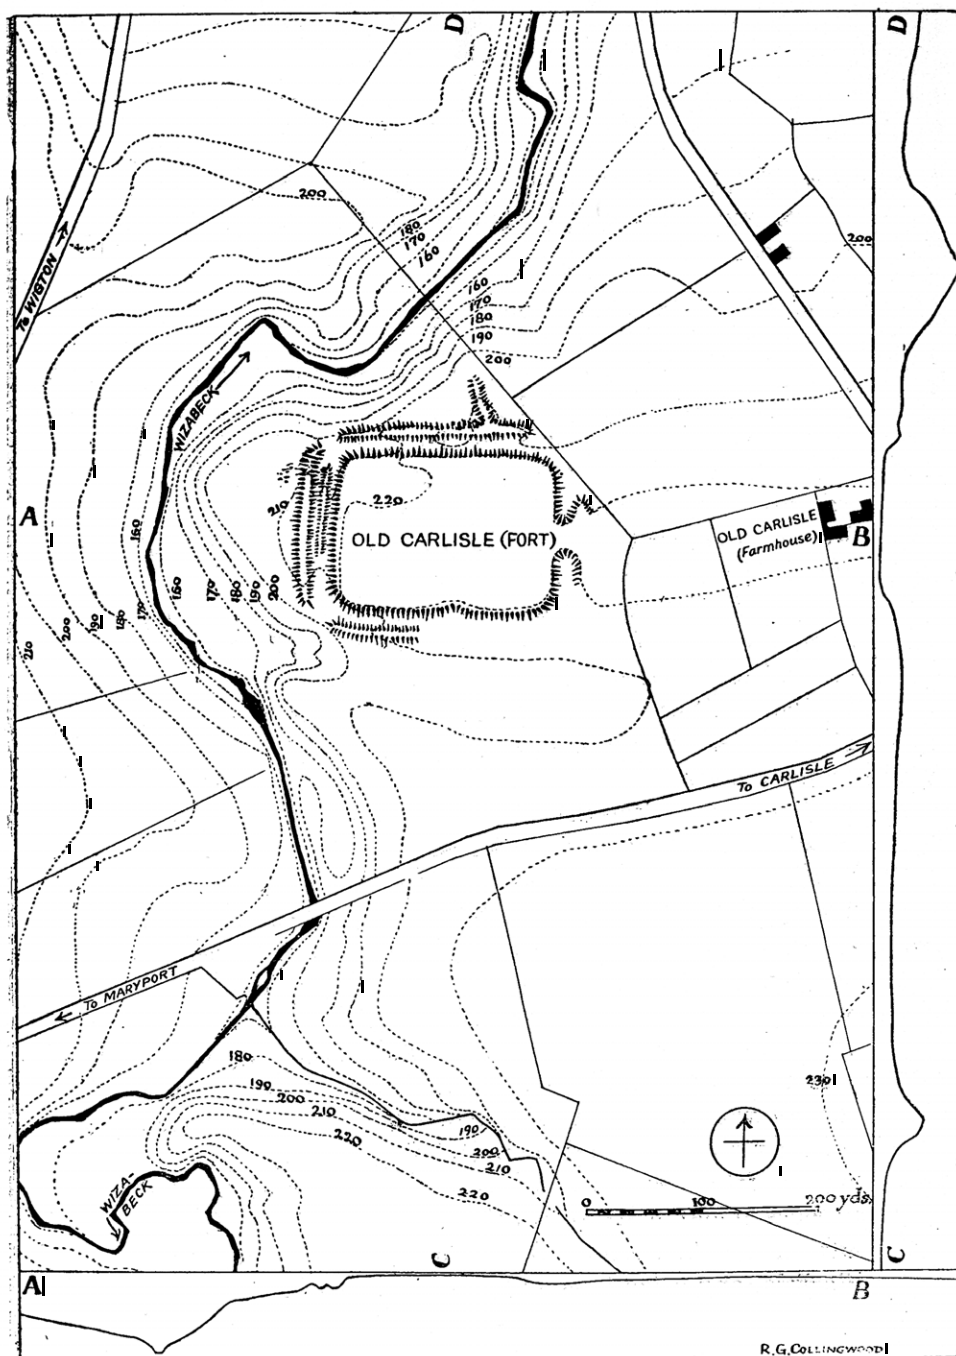 D
D
200
To WIGTON
180
170
160
200
160
170
180
190
200
WIZABECK
210
220
A
160
OLD CARLISLE (FORT)
OLD CARLISLE
(Farmhouse)
B
160
170
180
190
200
170
180
190
200
210
To CARLISLE
To MARYPORT
180
190
200
210
220
190
200
210
220
230
WIZA-
BECK
0 100 200 yds.
C
C
A
B
R.G. COLLINGWOOD